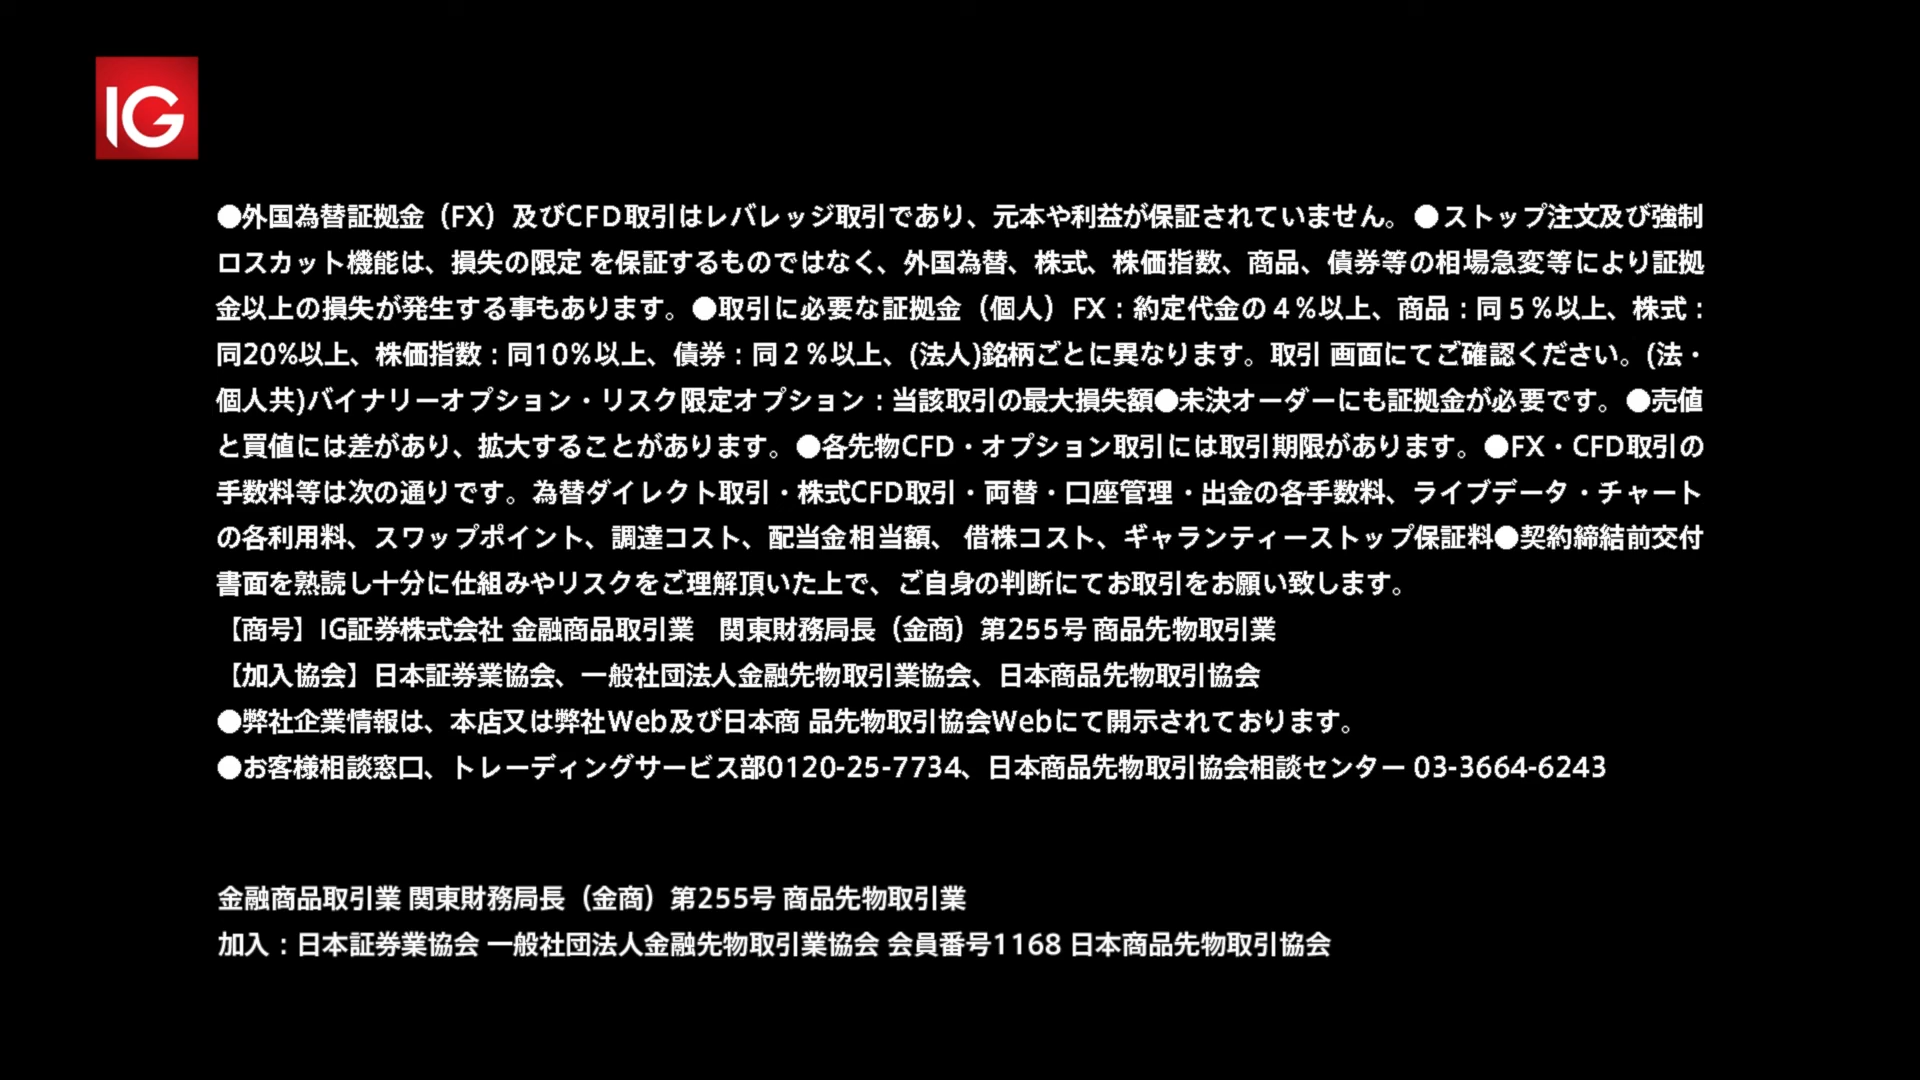 IG
●外国為替証拠金（FX）及びCFD取引はレバレッジ取引であり、元本や利益が保証されていません。●ストップ注文及び強制
ロスカット機能は、損失の限定 を保証するものではなく、外国為替、株式、株価指数、商品、債券等の相場急変等により証拠
金以上の損失が発生する事もあります。●取引に必要な証拠金（個人）FX：約定代金の４％以上、商品：同５％以上、株式：
同20%以上、株価指数：同10％以上、債券：同２％以上、(法人)銘柄ごとに異なります。取引 画面にてご確認ください。(法・
個人共)バイナリーオプション・リスク限定オプション：当該取引の最大損失額●未決オーダーにも証拠金が必要です。●売値
と買値には差があり、拡大することがあります。●各先物CFD・オプション取引には取引期限があります。●FX・CFD取引の
手数料等は次の通りです。為替ダイレクト取引・株式CFD取引・両替・口座管理・出金の各手数料、ライブデータ・チャート
の各利用料、スワップポイント、調達コスト、配当金相当額、 借株コスト、ギャランティーストップ保証料●契約締結前交付
書面を熟読し十分に仕組みやリスクをご理解頂いた上で、ご自身の判断にてお取引をお願い致します。
【商号】IG証券株式会社 金融商品取引業　関東財務局長（金商）第255号 商品先物取引業
【加入協会】日本証券業協会、一般社団法人金融先物取引業協会、日本商品先物取引協会
●弊社企業情報は、本店又は弊社Web及び日本商 品先物取引協会Webにて開示されております。
●お客様相談窓口、トレーディングサービス部0120-25-7734、日本商品先物取引協会相談センター 03-3664-6243
金融商品取引業 関東財務局長（金商）第255号 商品先物取引業
加入：日本証券業協会 一般社団法人金融先物取引業協会 会員番号1168 日本商品先物取引協会